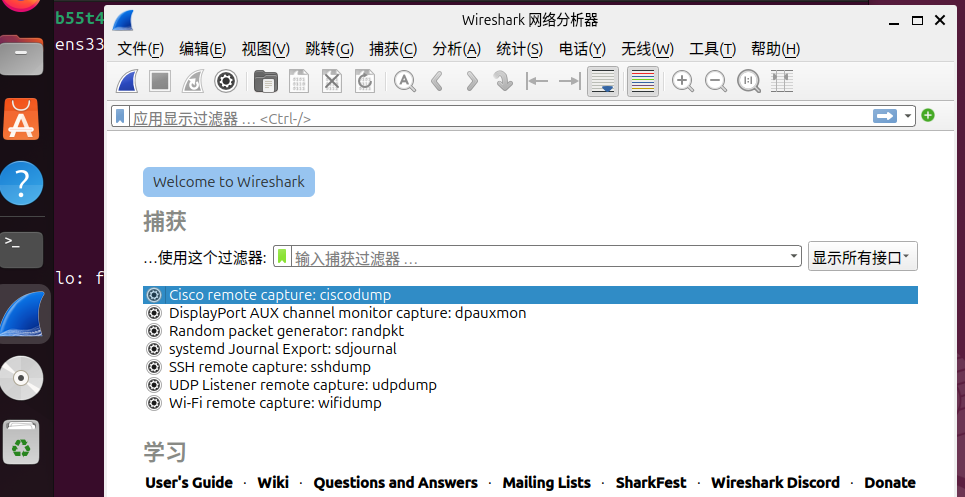 b55t4
ens33
lo: f
Wireshark 网络分析器
文件(F) 编辑(E) 视图(V) 跳转(G) 捕获(C) 分析(A) 统计(S) 电话(Y) 无线(W) 工具(T) 帮助(H)
应用显示过滤器 … <Ctrl-/>
Welcome to Wireshark
捕获
…使用这个过滤器: 输入捕获过滤器 … 显示所有接口
Cisco remote capture: ciscodump
DisplayPort AUX channel monitor capture: dpauxmon
Random packet generator: randpkt
systemd Journal Export: sdjournal
SSH remote capture: sshdump
UDP Listener remote capture: udpdump
Wi-Fi remote capture: wifidump
学习
User's Guide · Wiki · Questions and Answers · Mailing Lists · SharkFest · Wireshark Discord · Donate